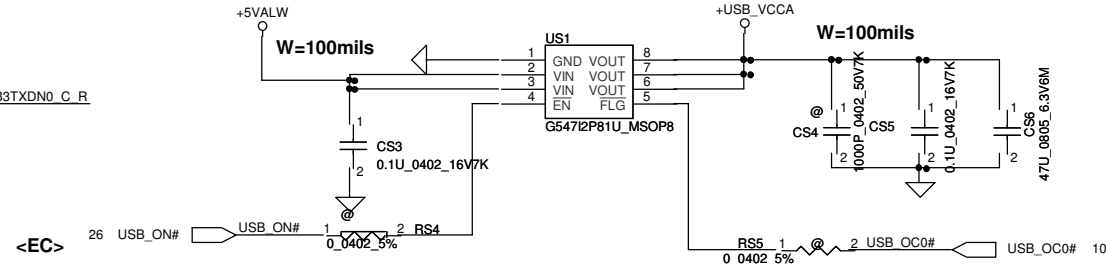 +5VALW
+USB_VCCA
W=100mils
W=100mils
US1
1 GND VOUT 8
2 VIN VOUT 7
3 VIN VOUT 6
4 EN FLG 5
G547I2P81U_MSOP8
33TXDN0_C_R
1
CS3
0.1U_0402_16V7K
2
@
1
CS4
2
1000P_0402_50V7K
1
CS5
2
0.1U_0402_16V7K
1
2
CS6
47U_0805_6.3V6M
@
<EC> 26 USB_ON# USB_ON# 1 2 RS4
0_0402_5%
RS5 1 @ 2 USB_OC0# USB_OC0# 10
0_0402_5%